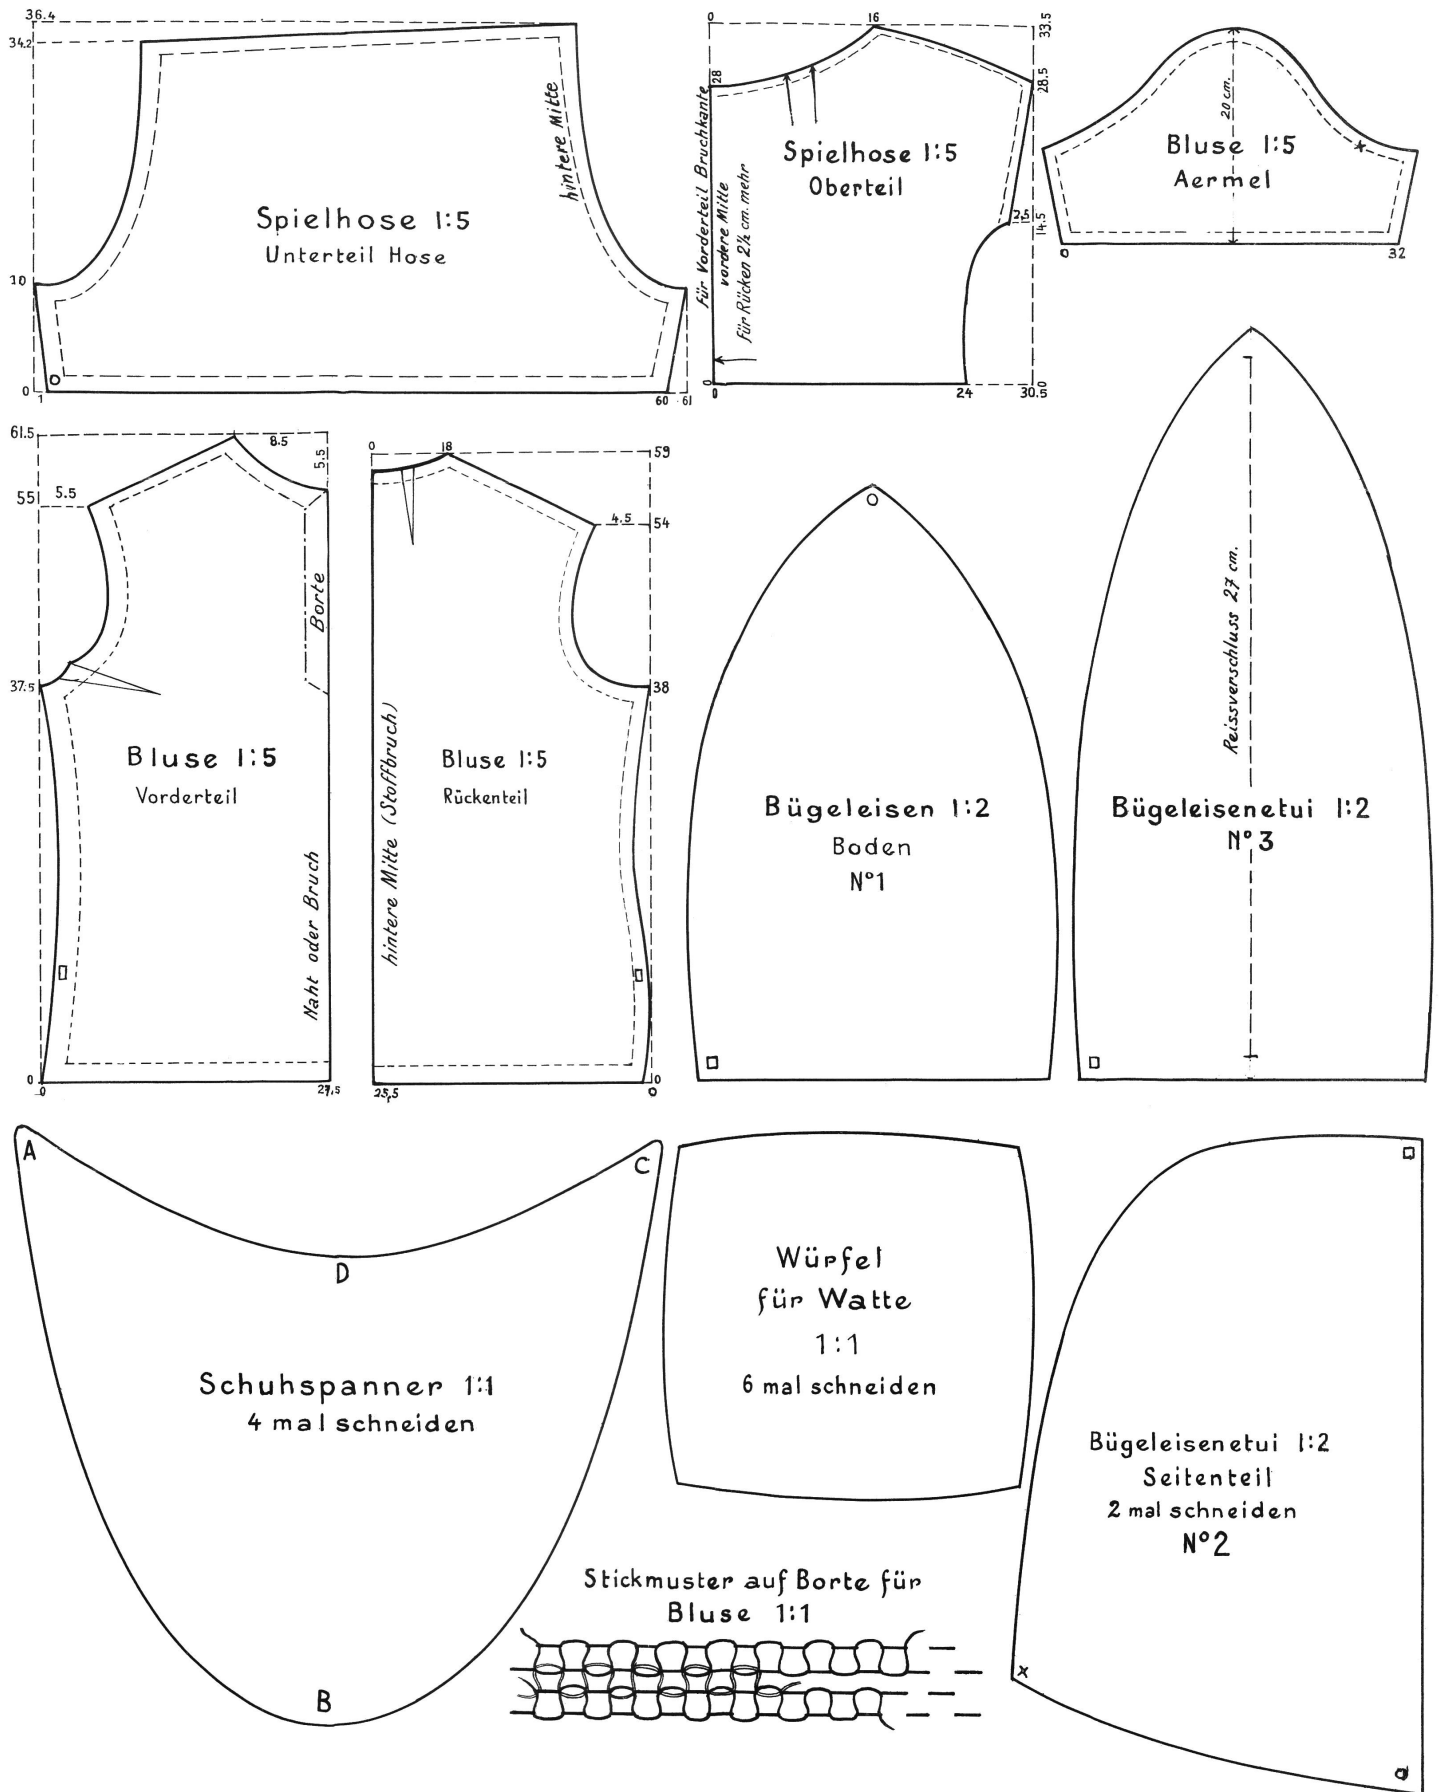 36.4
34.2
10
0
1
60
61
hintere Mitte
Spielhose 1:5
Unterteil Hose
0
16
33.5
28
28.5
2,5
14.5
0
0
24
30.5
0
für Vorderteil Bruchkante
vordere Mitte
für Rücken 2½ cm. mehr
Spielhose 1:5
Oberteil
20 cm.
Bluse 1:5
Aermel
x
0
32
61.5
8.5
5.5
55
5.5
37.5
Borte
Bluse 1:5
Vorderteil
Naht oder Bruch
0
0
27,5
0
18
59
4.5
54
38
hintere Mitte (Stoffbruch)
Bluse 1:5
Rückenteil
25,5
0
0
Bügeleisen 1:2
Boden
N°1
Reissverschluss 27 cm.
Bügeleisenetui 1:2
N° 3
A
C
D
B
Schuhspanner 1:1
4 mal schneiden
Würfel
für Watte
1:1
6 mal schneiden
Bügeleisenetui 1:2
Seitenteil
2 mal schneiden
N°2
x
Stickmuster auf Borte für
Bluse 1:1